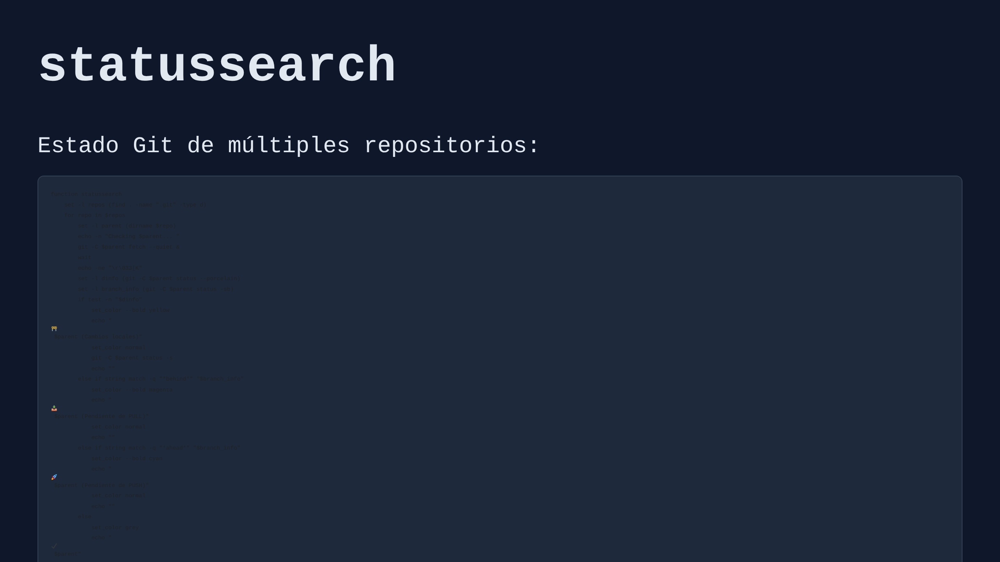 statussearch
Estado Git de múltiples repositorios:
function statussearch
set -l repos (find . -name ".git" -type d)
for repo in $repos
set -l parent (dirname $repo)
echo -n "Checking $parent... "
git -C $parent fetch --quiet &
wait
echo -ne "\r\033[K"
set -l dinfo (git -C $parent status --porcelain)
set -l branch_info (git -C $parent status -sb)
if test -n "$dinfo"
set_color --bold yellow
echo "
🚧
$parent (Cambios locales)"
set_color normal
git -C $parent status -s
echo ""
else if string match -q "*behind*" "$branch_info"
set_color --bold magenta
echo "
📥
$parent (Pendiente de PULL)"
set_color normal
echo ""
else if string match -q "*ahead*" "$branch_info"
set_color --bold cyan
echo "
🚀
$parent (Pendiente de PUSH)"
set_color normal
echo ""
else
set_color gray
echo "
✓
$parent"